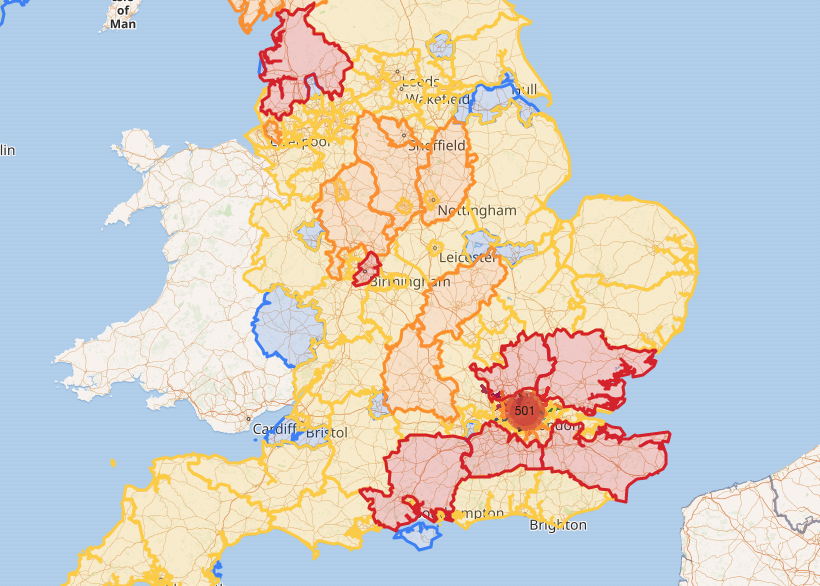 Isle
of
Man
Leeds
Wakefield
Hull
lin
Liverpool
Sheffield
Nottingham
Leicester
Birmingham
501
London
Cardiff
Bristol
Southampton
Brighton